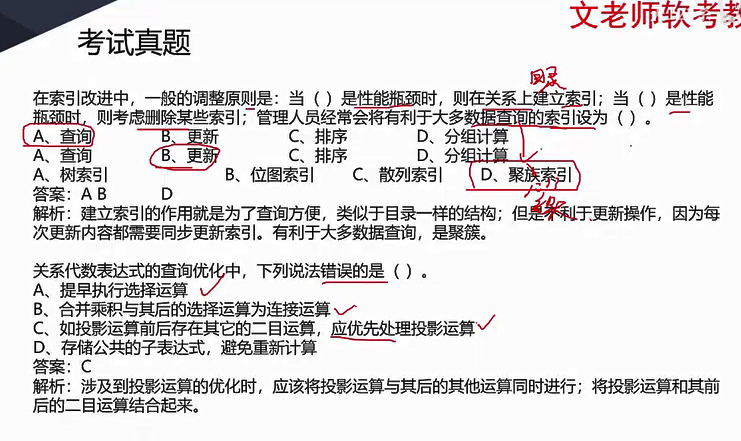 文老师软考教
考试真题
目录
在索引改进中，一般的调整原则是：当（ ）是性能瓶颈时，则在关系上建立索引；当（ ）是性能
瓶颈时，则考虑删除某些索引；管理人员经常会将有利于大多数据查询的索引设为（ ）。
A、查询 B、更新 C、排序 D、分组计算
A、查询 B、更新 C、排序 D、分组计算
A、树索引 B、位图索引 C、散列索引 D、聚族索引
答案：A B D
解析：建立索引的作用就是为了查询方便，类似于目录一样的结构；但是不利于更新操作，因为每
次更新内容都需要同步更新索引。有利于大多数据查询，是聚簇。
关系代数表达式的查询优化中，下列说法错误的是（ ）。
A、提早执行选择运算
B、合并乘积与其后的选择运算为连接运算
C、如投影运算前后存在其它的二目运算，应优先处理投影运算
D、存储公共的子表达式，避免重新计算
答案：C
解析：涉及到投影运算的优化时，应该将投影运算与其后的其他运算同时进行；将投影运算和其前
后的二目运算结合起来。